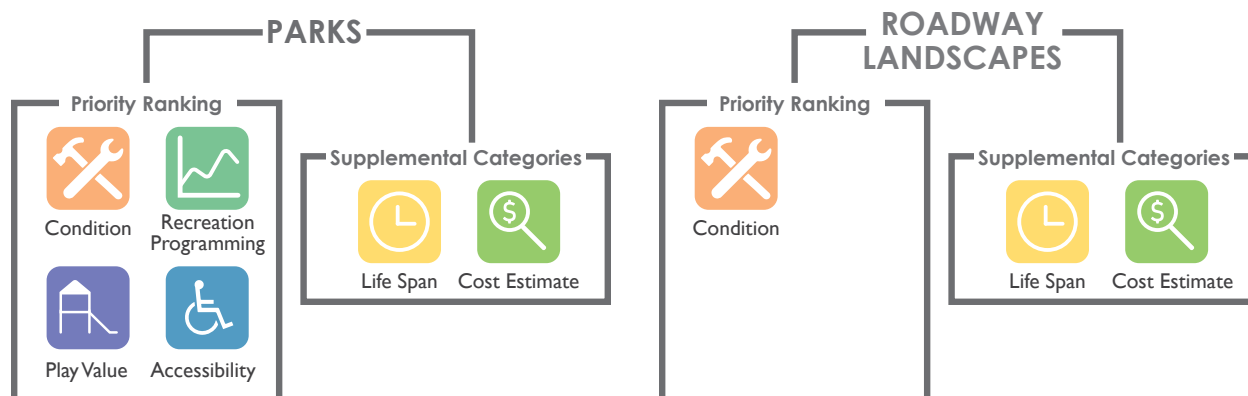 PARKS
Priority Ranking
Condition
Recreation
Programming
Play Value
Accessibility
Supplemental Categories
$
Life Span
Cost Estimate
ROADWAY
LANDSCAPES
Priority Ranking
Condition
Supplemental Categories
$
Life Span
Cost Estimate